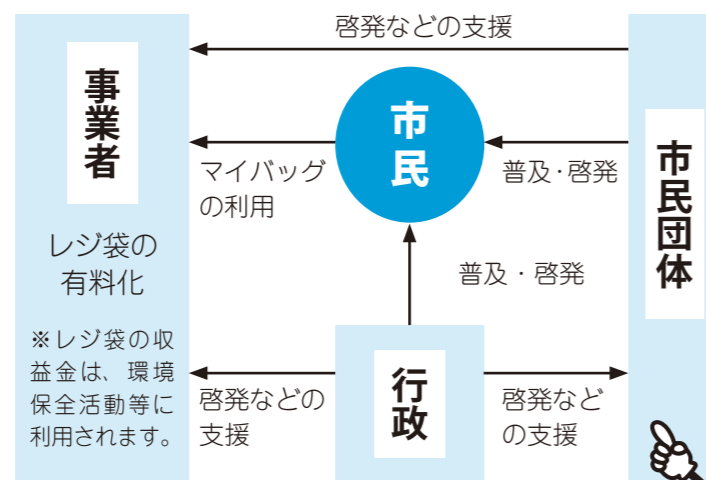 啓発などの支援
事業者
市民
市民団体
マイバッグ
の利用
普及・啓発
レジ袋の
有料化
普及・啓発
※レジ袋の収
益金は、環境
保全活動等に
利用されます。
行政
啓発などの
支援
啓発など
の支援